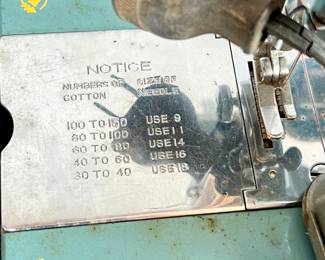 NOTICE
NUMBERS OF SIZE OF
COTTON NEEDLE
100 TO 150 USE 9
80 TO 100 USE 11
60 TO 80 USE 14
40 TO 60 USE 16
30 TO 40 USE 18